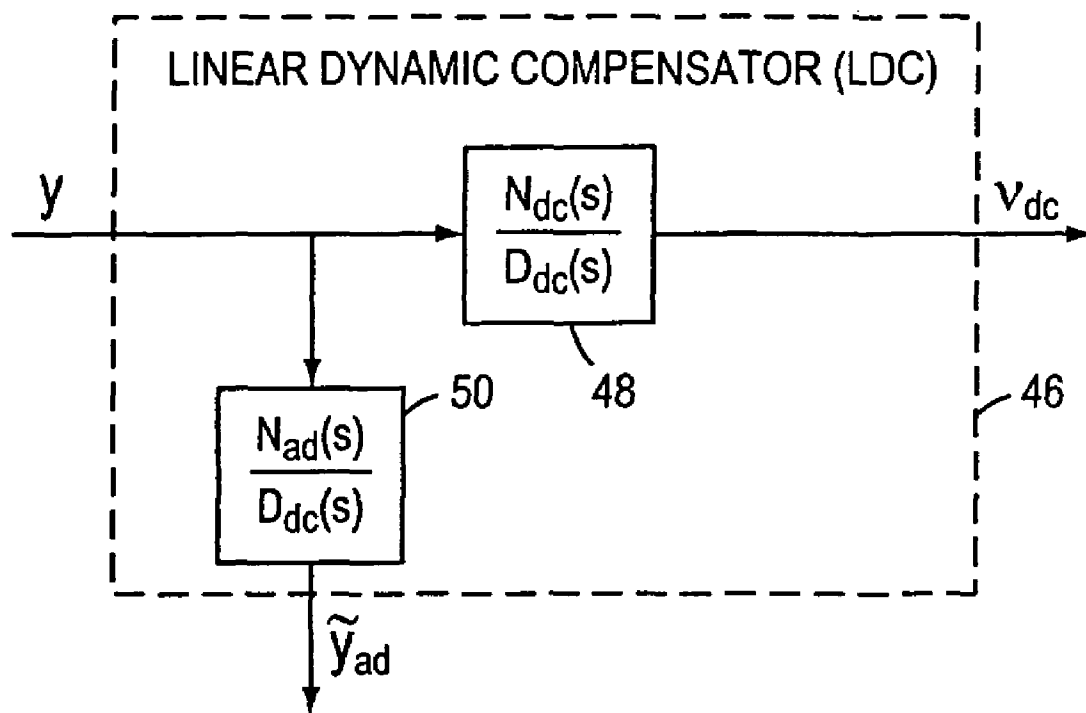 LINEAR DYNAMIC COMPENSATOR (LDC)
y
N_dc(s)
D_dc(s)
ν_dc
48
50
46
N_ad(s)
D_dc(s)
ỹ_ad